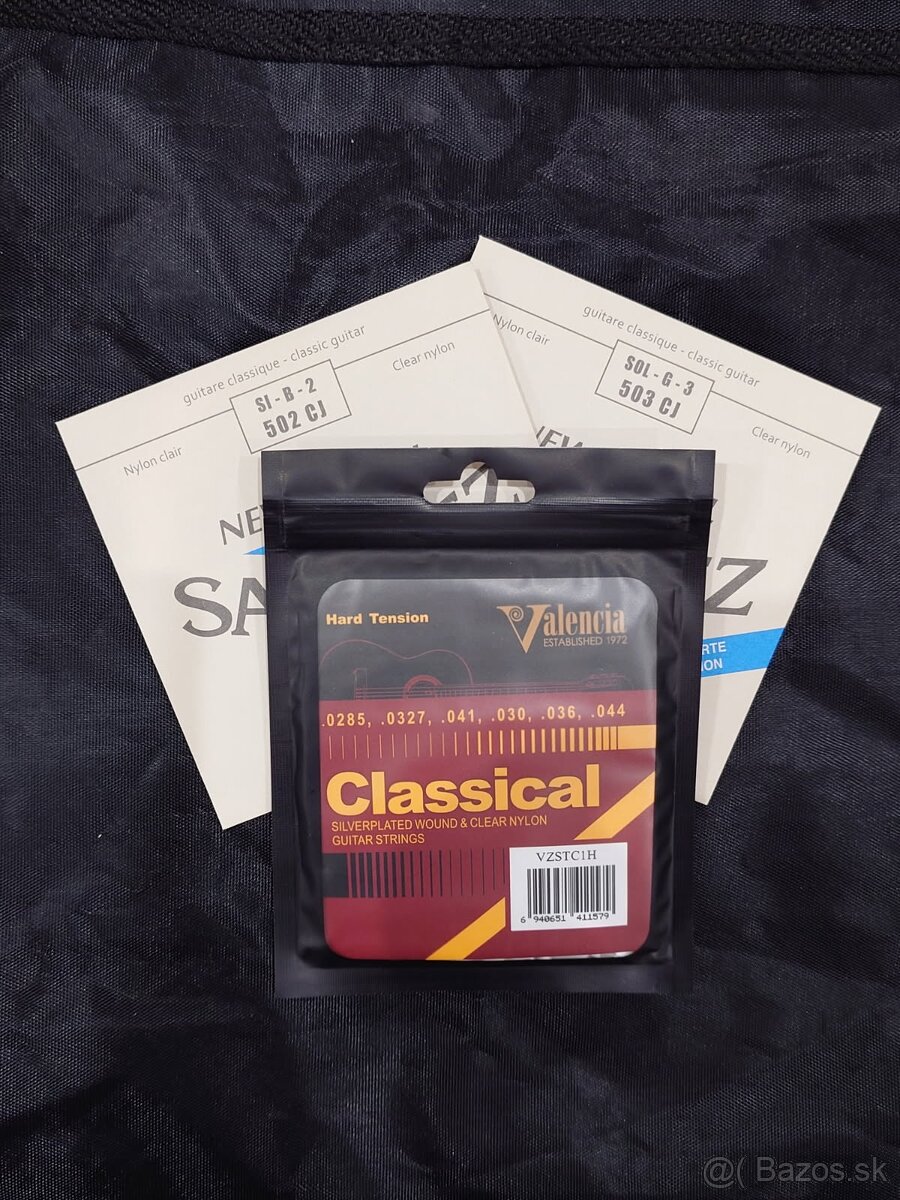 guitare classique - classic guitar
SI - B - 2
502 CJ
Nylon clair
Clear nylon
guitare classique - classic guitar
SOL - G - 3
503 CJ
Nylon clair
Clear nylon
Hard Tension
Valencia
ESTABLISHED 1972
.0285, .0327, .041, .030, .036, .044
Classical
SILVERPLATED WOUND & CLEAR NYLON
GUITAR STRINGS
VZSTC1H
6 940651 411579
@( Bazos.sk